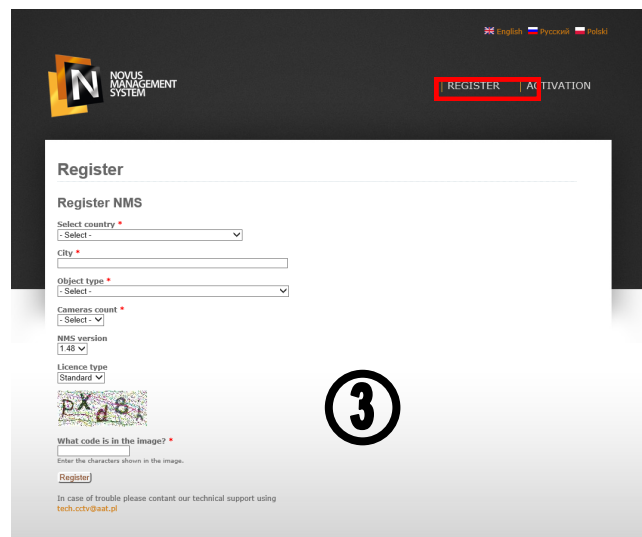 English Русский Polski
N NOVUS
MANAGEMENT
SYSTEM
| REGISTER | ACTIVATION
Register
Register NMS
Select country *
- Select -
City *
Object type *
- Select -
Cameras count *
- Select -
NMS version
1.48
Licence type
Standard
What code is in the image? *
Enter the characters shown in the image.
Register
In case of trouble please contant our technical support using
tech.cctv@aat.pl
3